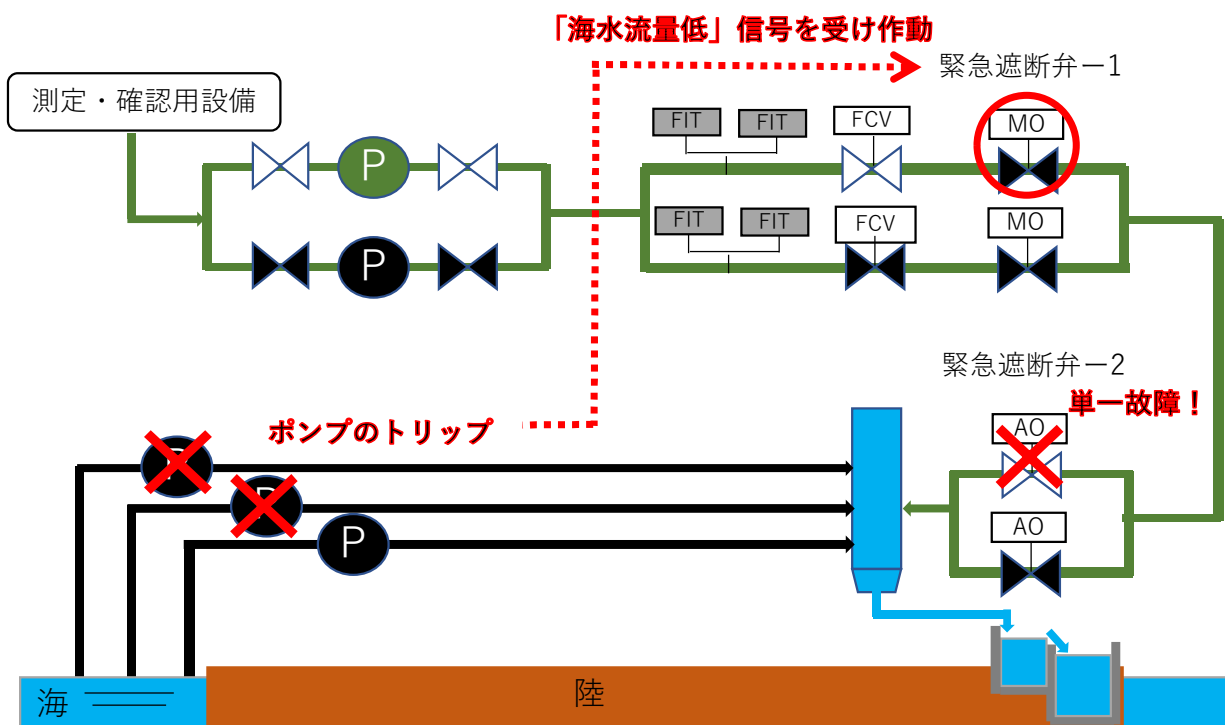 「海水流量低」信号を受け作動
緊急遮断弁ー1
測定・確認用設備
FIT
FIT
FCV
MO
P
FIT
FIT
FCV
MO
P
緊急遮断弁ー2
単一故障！
ポンプのトリップ
AO
P
P
AO
P
海
陸